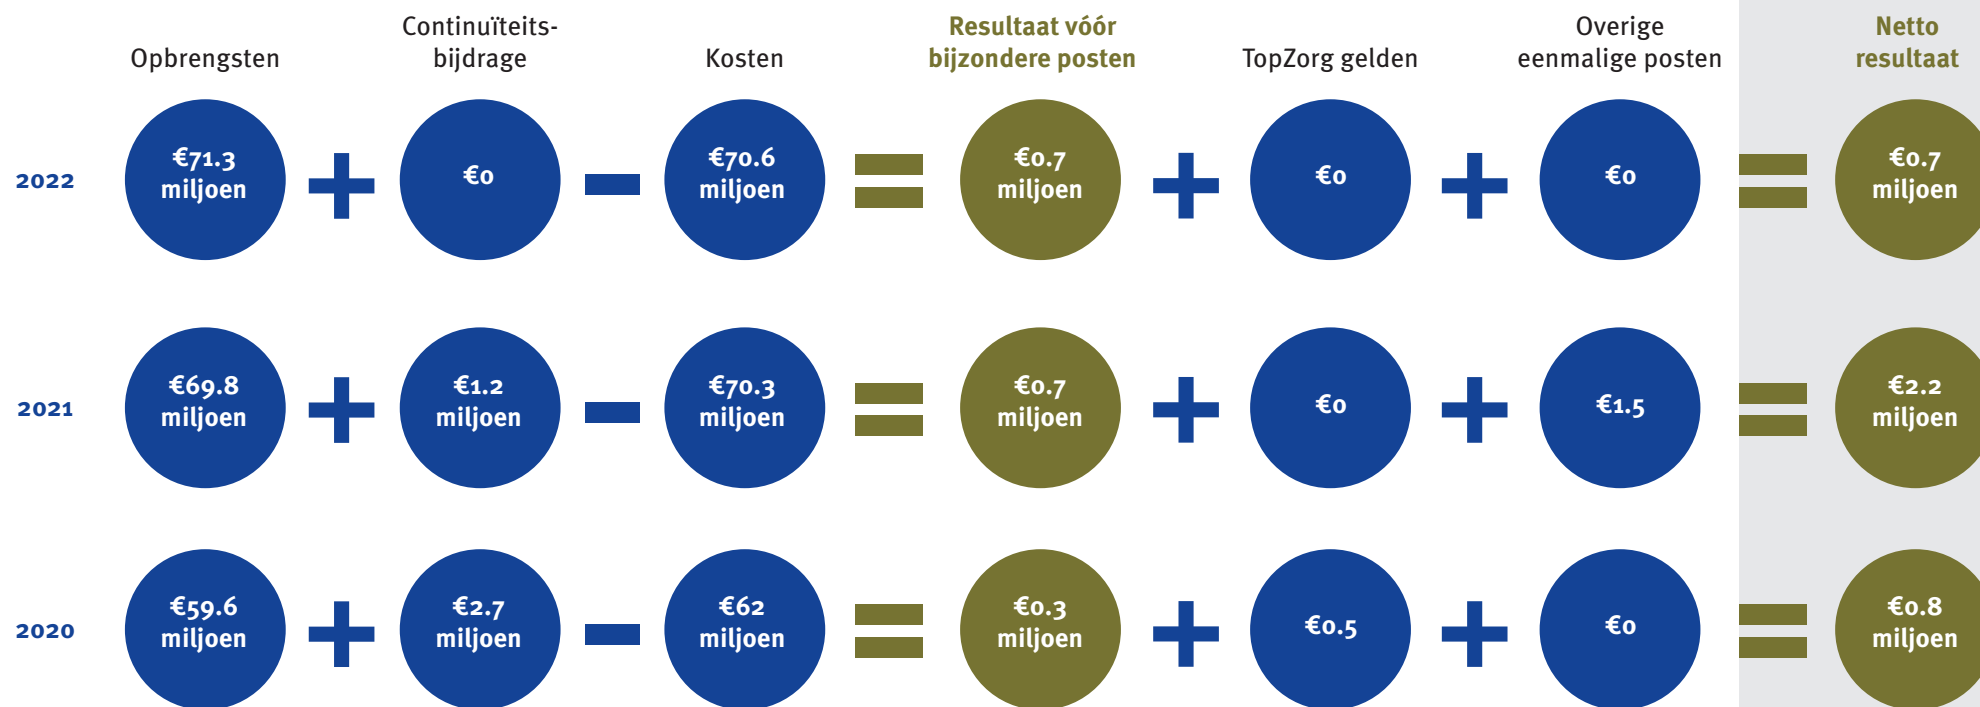 Opbrengsten
Continuïteits-
bijdrage
Kosten
Resultaat vóór
bijzondere posten
TopZorg gelden
Overige
eenmalige posten
Netto
resultaat
2022
€71.3
miljoen
€0
€70.6
miljoen
€0.7
miljoen
€0
€0
€0.7
miljoen
2021
€69.8
miljoen
€1.2
miljoen
€70.3
miljoen
€0.7
miljoen
€0
€1.5
€2.2
miljoen
2020
€59.6
miljoen
€2.7
miljoen
€62
miljoen
€0.3
miljoen
€0.5
€0
€0.8
miljoen